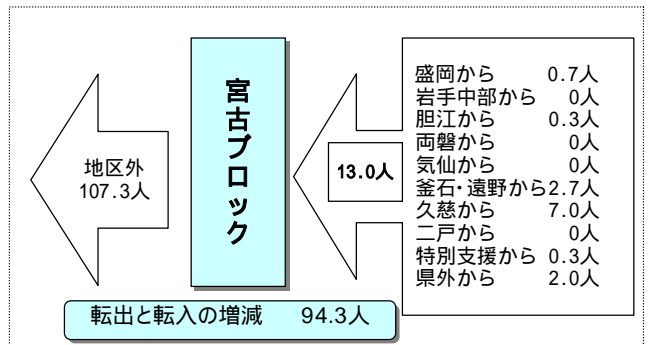 地区外
107.3人
宮古ブロック
13.0人
盛岡から 0.7人
岩手中部から 0人
胆江から 0.3人
両磐から 0人
気仙から 0人
釜石・遠野から2.7人
久慈から 7.0人
二戸から 0人
特別支援から 0.3人
県外から 2.0人
転出と転入の増減 94.3人